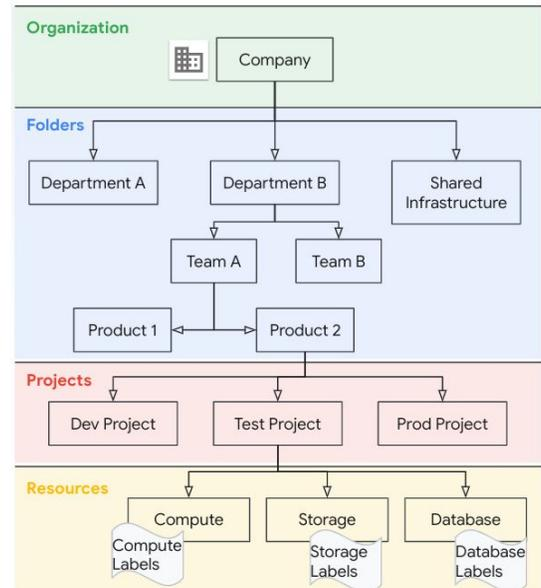 Organization
Company
Folders
Department A
Department B
Shared
Infrastructure
Team A
Team B
Product 1
Product 2
Projects
Dev Project
Test Project
Prod Project
Resources
Compute
Storage
Database
Compute
Labels
Storage
Labels
Database
Labels